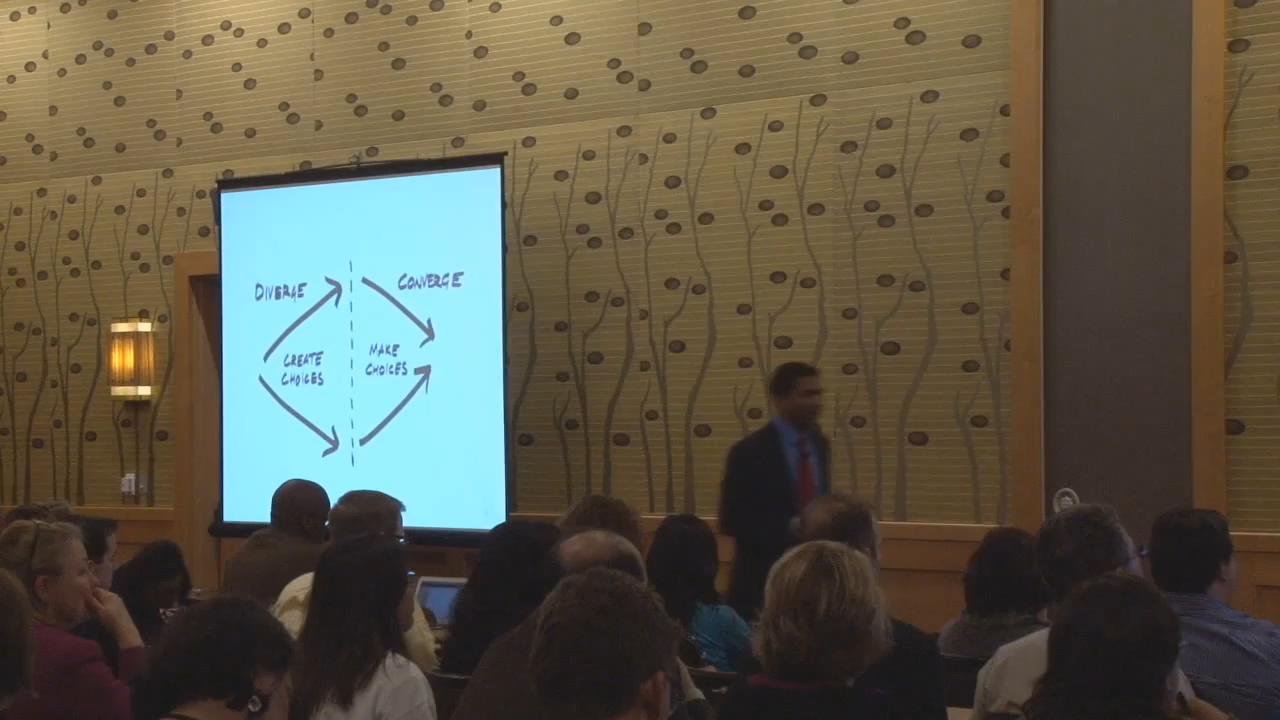 DIVERGE
CONVERGE
CREATE
CHOICES
MAKE
CHOICES